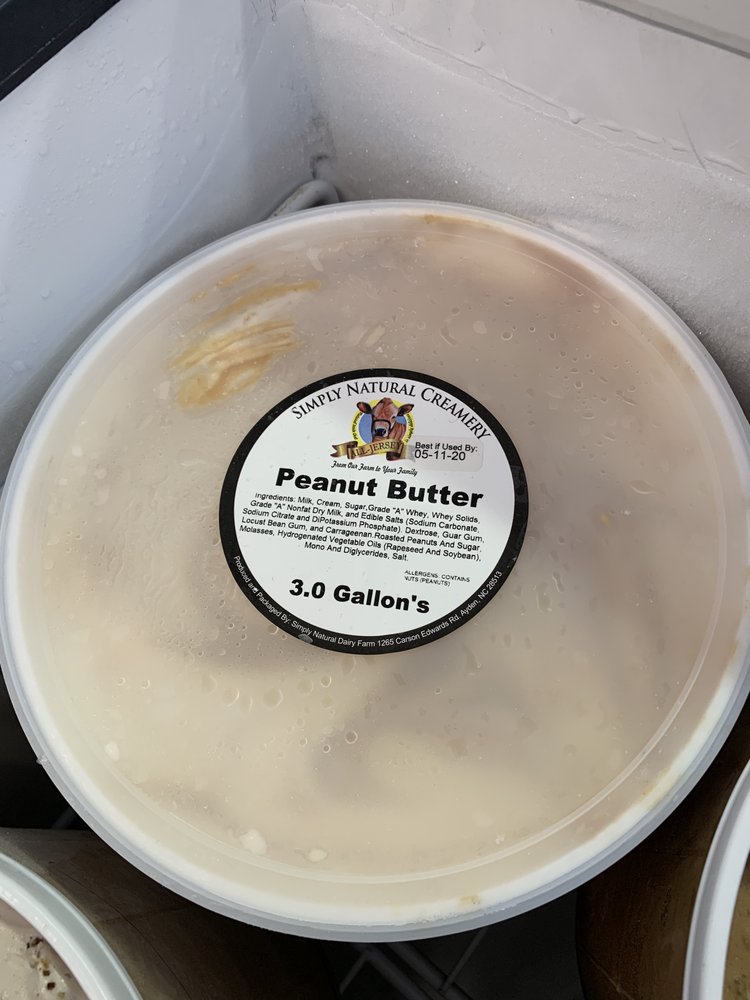 SIMPLY NATURAL CREAMERY
ALL-JERSEY
Best if Used By:
05-11-20
From Our Farm to Your Family
Peanut Butter
Ingredients: Milk, Cream, Sugar,Grade "A" Whey, Whey Solids,
Grade "A" Nonfat Dry Milk, and Edible Salts (Sodium Carbonate,
Sodium Citrate and DiPotassium Phosphate). Dextrose, Guar Gum,
Locust Bean Gum, and Carrageenan.Roasted Peanuts And Sugar,
Molasses, Hydrogenated Vegetable Oils (Rapeseed And Soybean),
Mono And Diglycerides, Salt.
ALLERGENS: CONTAINS
NUTS (PEANUTS)
3.0 Gallon's
Produced and Packaged By: Simply Natural Dairy Farm 1265 Carson Edwards Rd. Ayden, NC 28513